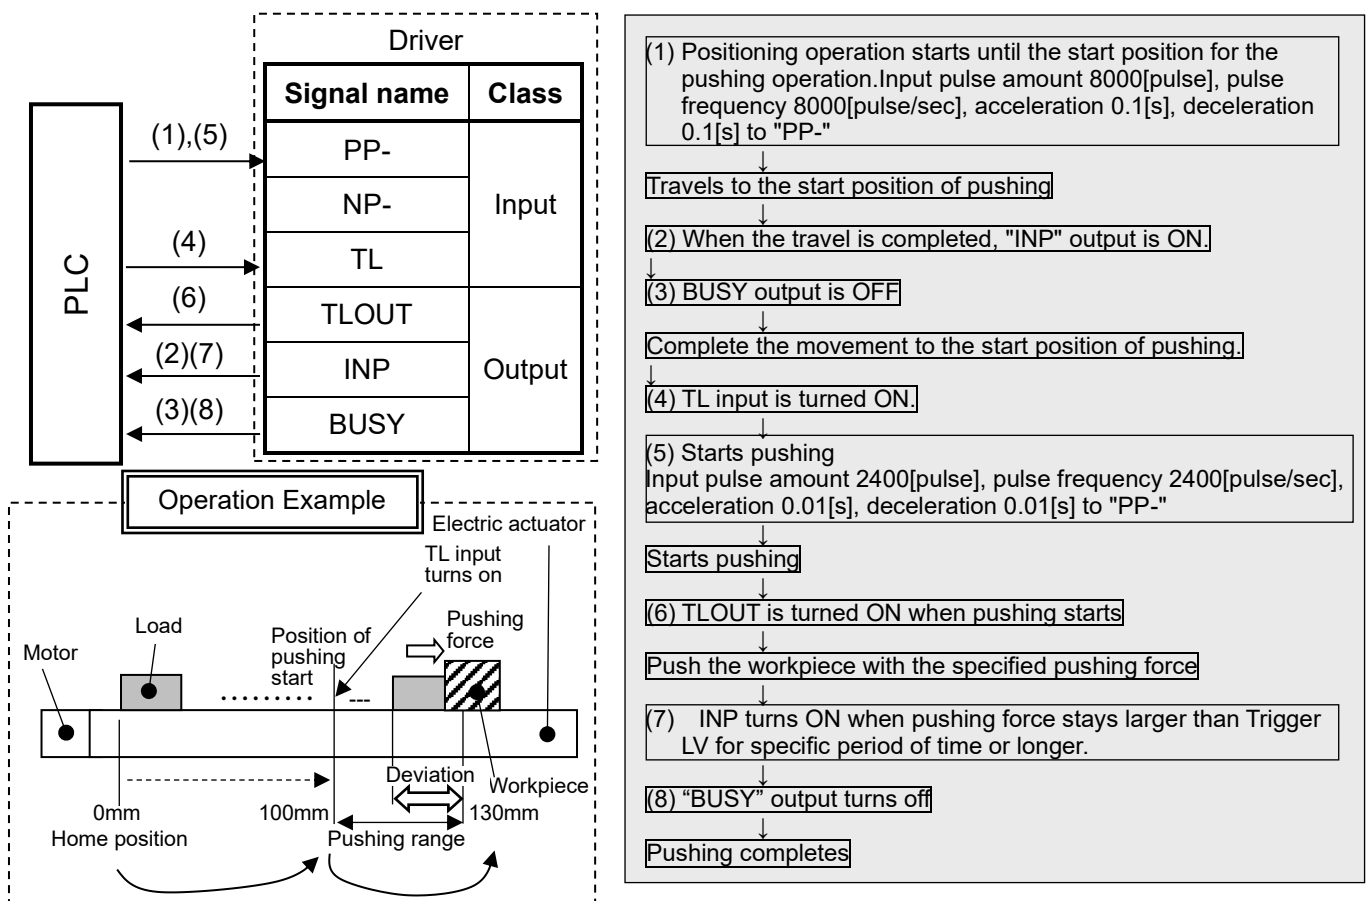 Driver
Signal name
Class
PP-
NP-
TL
TLOUT
INP
BUSY
Input
Output
PLC
(1),(5)
(4)
(6)
(2)(7)
(3)(8)
Operation Example
Electric actuator
TL input
turns on
Pushing
force
Position of
pushing
start
Load
Motor
Deviation
Workpiece
0mm
100mm
130mm
Home position
Pushing range
(1) Positioning operation starts until the start position for the
pushing operation.Input pulse amount 8000[pulse], pulse
frequency 8000[pulse/sec], acceleration 0.1[s], deceleration
0.1[s] to "PP-"
↓
Travels to the start position of pushing
↓
(2) When the travel is completed, "INP" output is ON.
↓
(3) BUSY output is OFF
↓
Complete the movement to the start position of pushing.
↓
(4) TL input is turned ON.
↓
(5) Starts pushing
Input pulse amount 2400[pulse], pulse frequency 2400[pulse/sec],
acceleration 0.01[s], deceleration 0.01[s] to "PP-"
↓
Starts pushing
↓
(6) TLOUT is turned ON when pushing starts
↓
Push the workpiece with the specified pushing force
↓
(7) INP turns ON when pushing force stays larger than Trigger
LV for specific period of time or longer.
↓
(8) “BUSY” output turns off
↓
Pushing completes